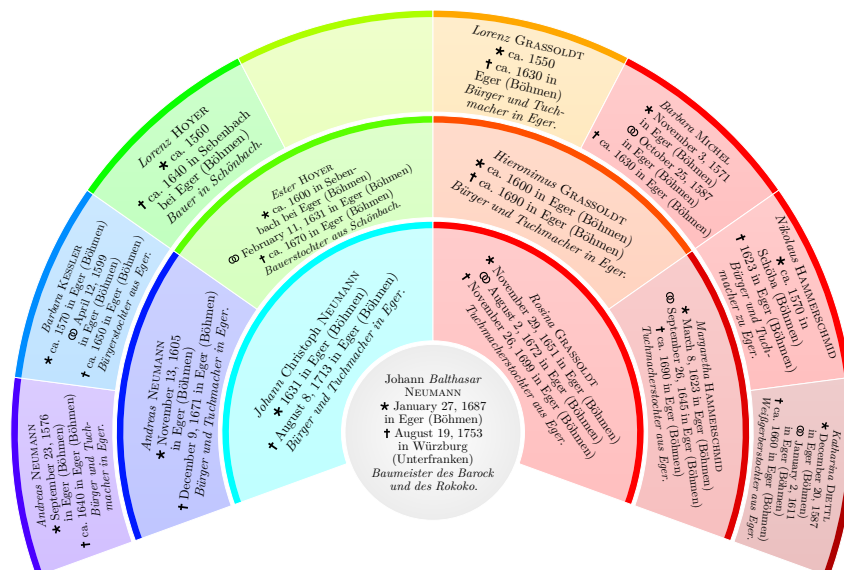 Johann Balthasar
NEUMANN
* January 27, 1687
in Eger (Böhmen)
† August 19, 1753
in Würzburg
(Unterfranken)
Baumeister des Barock
und des Rokoko.
Johann Christoph NEUMANN
* 1631 in Eger (Böhmen)
† August 8, 1713 in Eger (Böhmen)
Bürger und Tuchmacher in Eger.
Rosina GRASSOLDT
* November 29, 1651 in Eger (Böhmen)
⚭ August 2, 1672 in Eger (Böhmen)
† November 26, 1699 in Eger (Böhmen)
Tuchmacherstochter aus Eger.
Andreas NEUMANN
* November 13, 1605
in Eger (Böhmen)
† December 9, 1671 in Eger (Böhmen)
Bürger und Tuchmacher in Eger.
Ester HOYER
* ca. 1600 in Seben-
bach bei Eger (Böhmen)
⚭ February 11, 1631 in Eger (Böhmen)
† ca. 1670 in Eger (Böhmen)
Bauerstochter aus Schönbach.
Hieronimus GRASSOLDT
* ca. 1600 in Eger (Böhmen)
† ca. 1690 in Eger (Böhmen)
Bürger und Tuchmacher in Eger.
Margaretha HAMMERSCHMID
* March 8, 1623 in Eger (Böhmen)
⚭ September 26, 1645 in Eger (Böhmen)
† ca. 1690 in Eger (Böhmen)
Tuchmacherstochter aus Eger.
Andreas NEUMANN
* September 23, 1576
in Eger (Böhmen)
† ca. 1640 in Eger (Böhmen)
Bürger und Tuch-
macher in Eger.
Barbara KESSLER
* ca. 1570 in Eger (Böhmen)
⚭ April 12, 1599
in Eger (Böhmen)
† ca. 1650 in Eger (Böhmen)
Bürgerstochter aus Eger.
Lorenz HOYER
* ca. 1560
† ca. 1640 in Sebenbach
bei Eger (Böhmen)
Bauer in Schönbach.
Lorenz GRASSOLDT
* ca. 1550
† ca. 1630 in
Eger (Böhmen)
Bürger und Tuch-
macher in Eger.
Barbara MICHEL
* November 3, 1571
in Eger (Böhmen)
⚭ October 25, 1587
in Eger (Böhmen)
† ca. 1630 in Eger (Böhmen)
Nikolaus HAMMERSCHMID
* ca. 1570 in
Schöba (Böhmen)
† 1623 in Eger (Böhmen)
Bürger und Tuch-
macher zu Eger.
Katharina DIETTL
* December 20, 1587
in Eger (Böhmen)
⚭ January 2, 1611
in Eger (Böhmen)
† ca. 1660 in Eger (Böhmen)
Weißgerberstochter aus Eger.